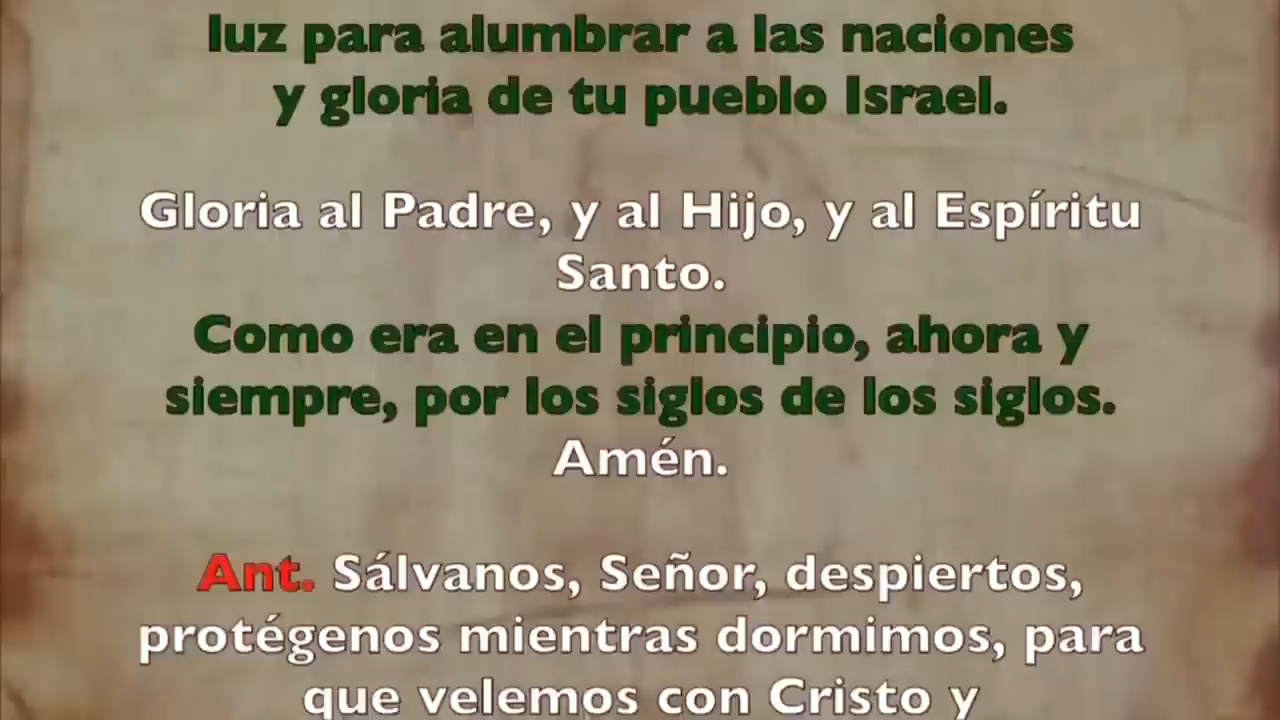 luz para alumbrar a las naciones
y gloria de tu pueblo Israel.
Gloria al Padre, y al Hijo, y al Espíritu
Santo.
Como era en el principio, ahora y
siempre, por los siglos de los siglos.
Amén.
Ant. Sálvanos, Señor, despiertos,
protégenos mientras dormimos, para
que velemos con Cristo y